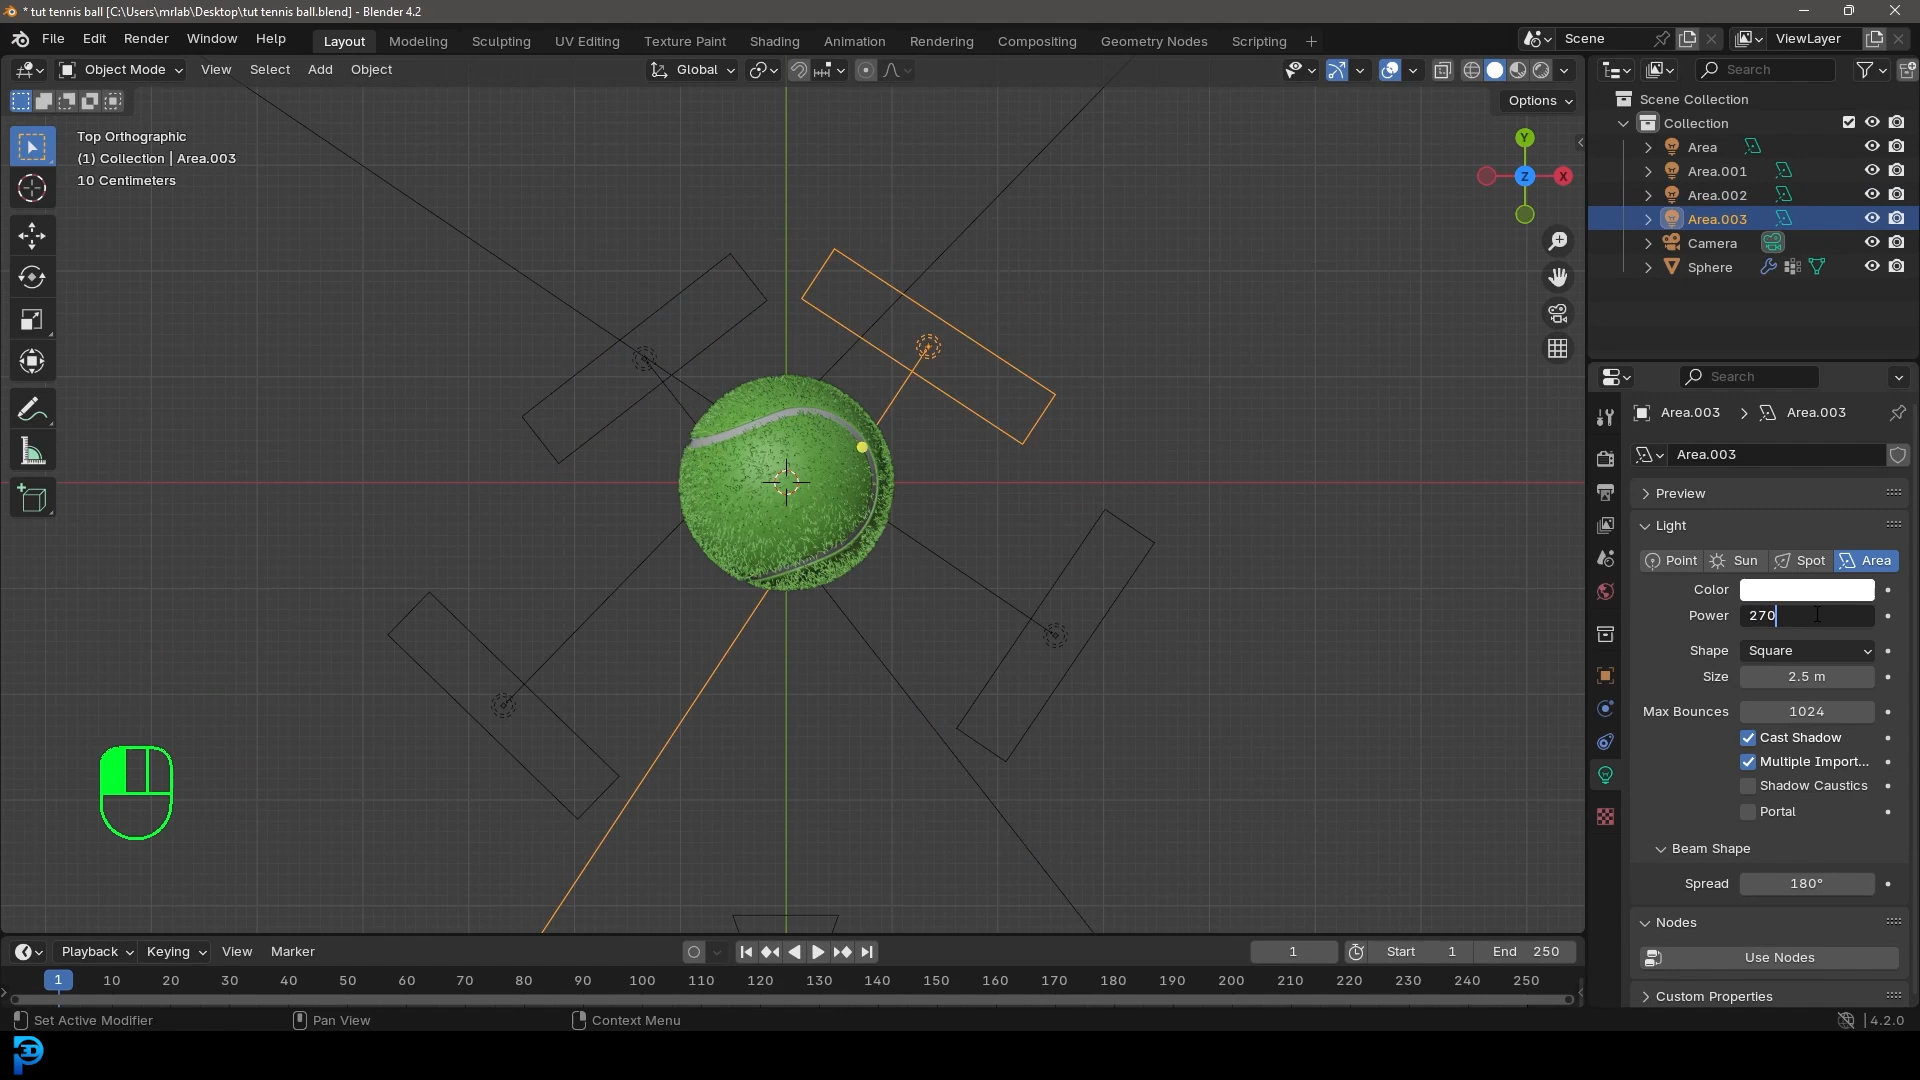 * tut tennis ball [C:\Users\mrlab\Desktop\tut tennis ball.blend] - Blender 4.2
File Edit Render Window Help Layout Modeling Sculpting UV Editing Texture Paint Shading Animation Rendering Compositing Geometry Nodes Scripting + Scene ViewLayer
Object Mode View Select Add Object Global Search
Options
Top Orthographic
(1) Collection | Area.003
10 Centimeters
Y
Z X
Scene Collection
Collection
Area
Area.001
Area.002
Area.003
Camera
Sphere
Search
Area.003 > Area.003
Area.003
Preview
Light
Point Sun Spot Area
Color
Power 270
Shape Square
Size 2.5 m
Max Bounces 1024
Cast Shadow
Multiple Import...
Shadow Caustics
Portal
Beam Shape
Spread 180°
Nodes
Use Nodes
Custom Properties
Playback Keying View Marker 1 Start 1 End 250
1 10 20 30 40 50 60 70 80 90 100 110 120 130 140 150 160 170 180 190 200 210 220 230 240 250
Set Active Modifier Pan View Context Menu 4.2.0